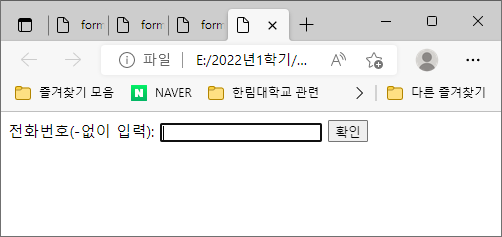 form form form
파일 E:/2022년1학기/...
즐겨찾기 모음 NAVER 한림대학교 관련 다른 즐겨찾기
전화번호(-없이 입력): 확인